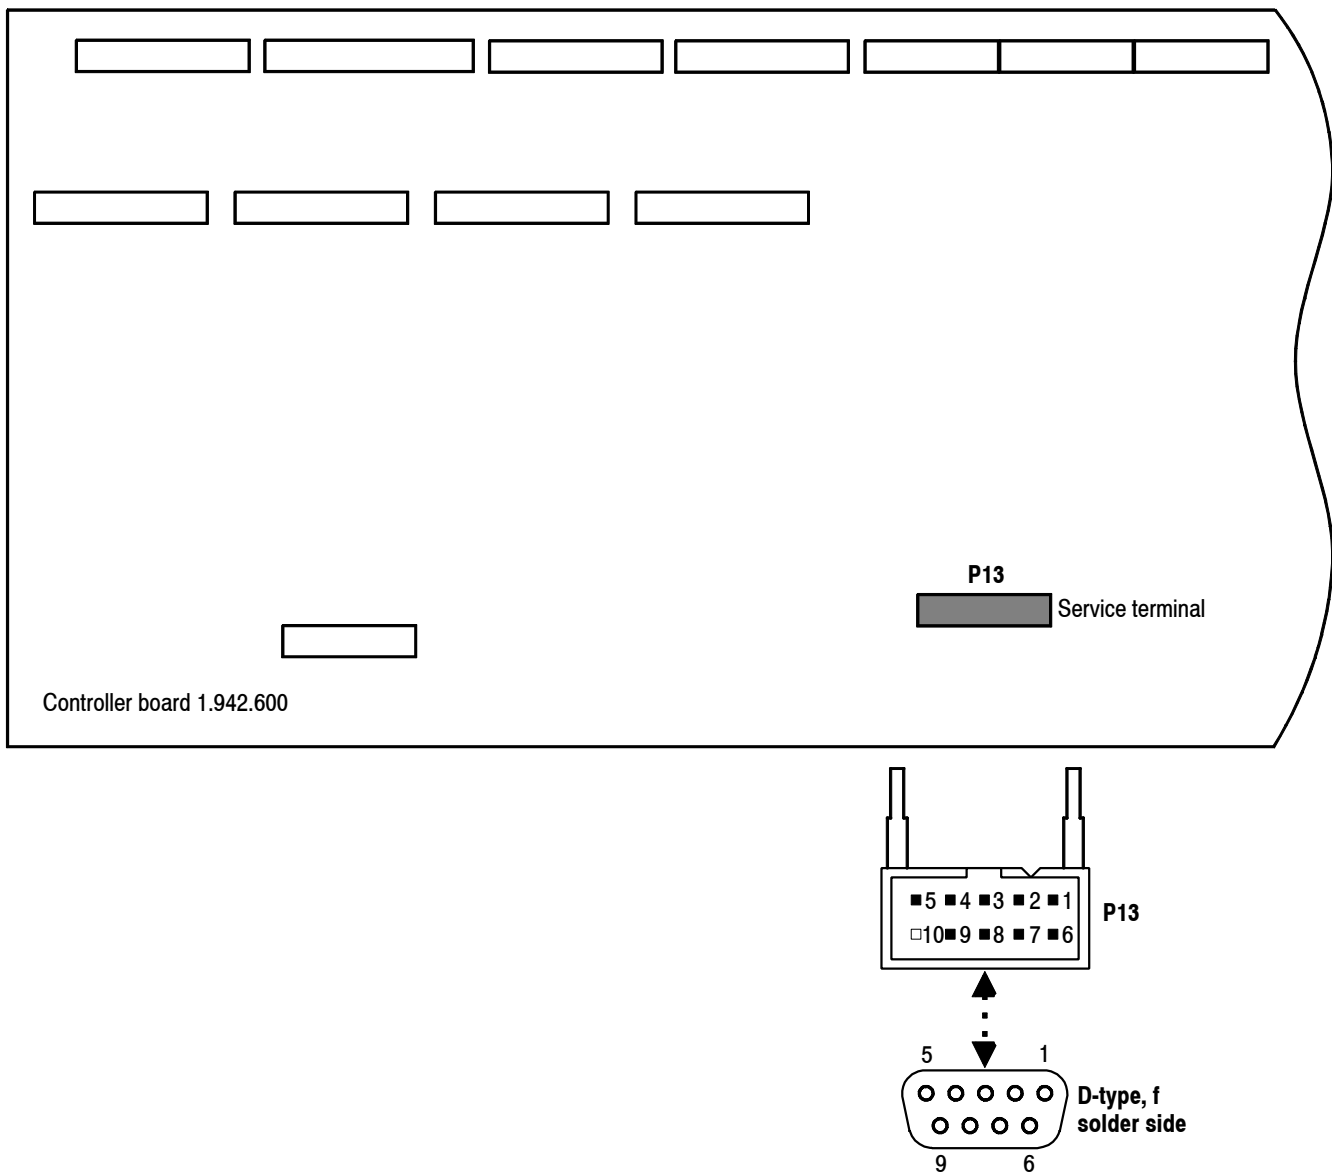 P13
Service terminal
Controller board 1.942.600
5 4 3 2 1
P13
10 9 8 7 6
5 1
D-type, f
solder side
9 6